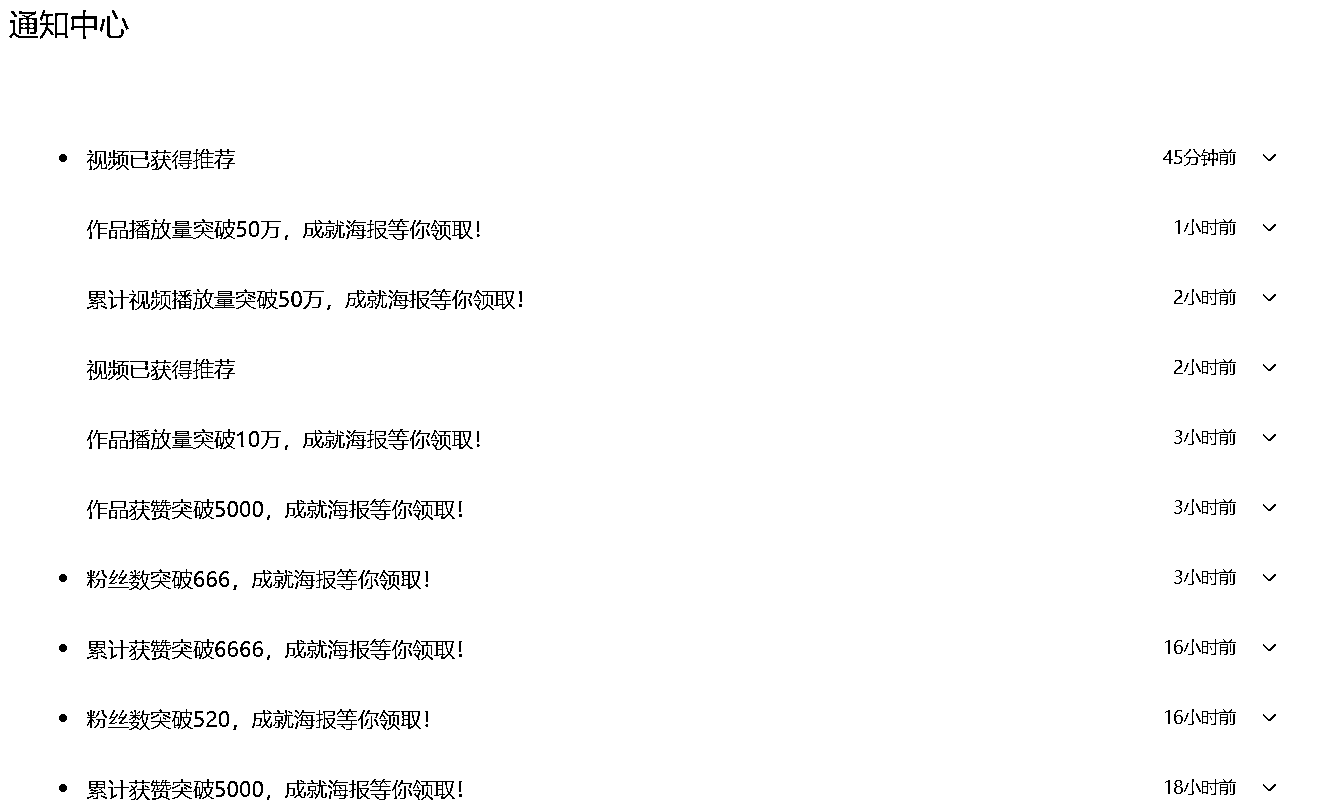 通知中心
视频已获得推荐 45分钟前
作品播放量突破50万，成就海报等你领取！ 1小时前
累计视频播放量突破50万，成就海报等你领取！ 2小时前
视频已获得推荐 2小时前
作品播放量突破10万，成就海报等你领取！ 3小时前
作品获赞突破5000，成就海报等你领取！ 3小时前
粉丝数突破666，成就海报等你领取！ 3小时前
累计获赞突破6666，成就海报等你领取！ 16小时前
粉丝数突破520，成就海报等你领取！ 16小时前
累计获赞突破5000，成就海报等你领取！ 18小时前